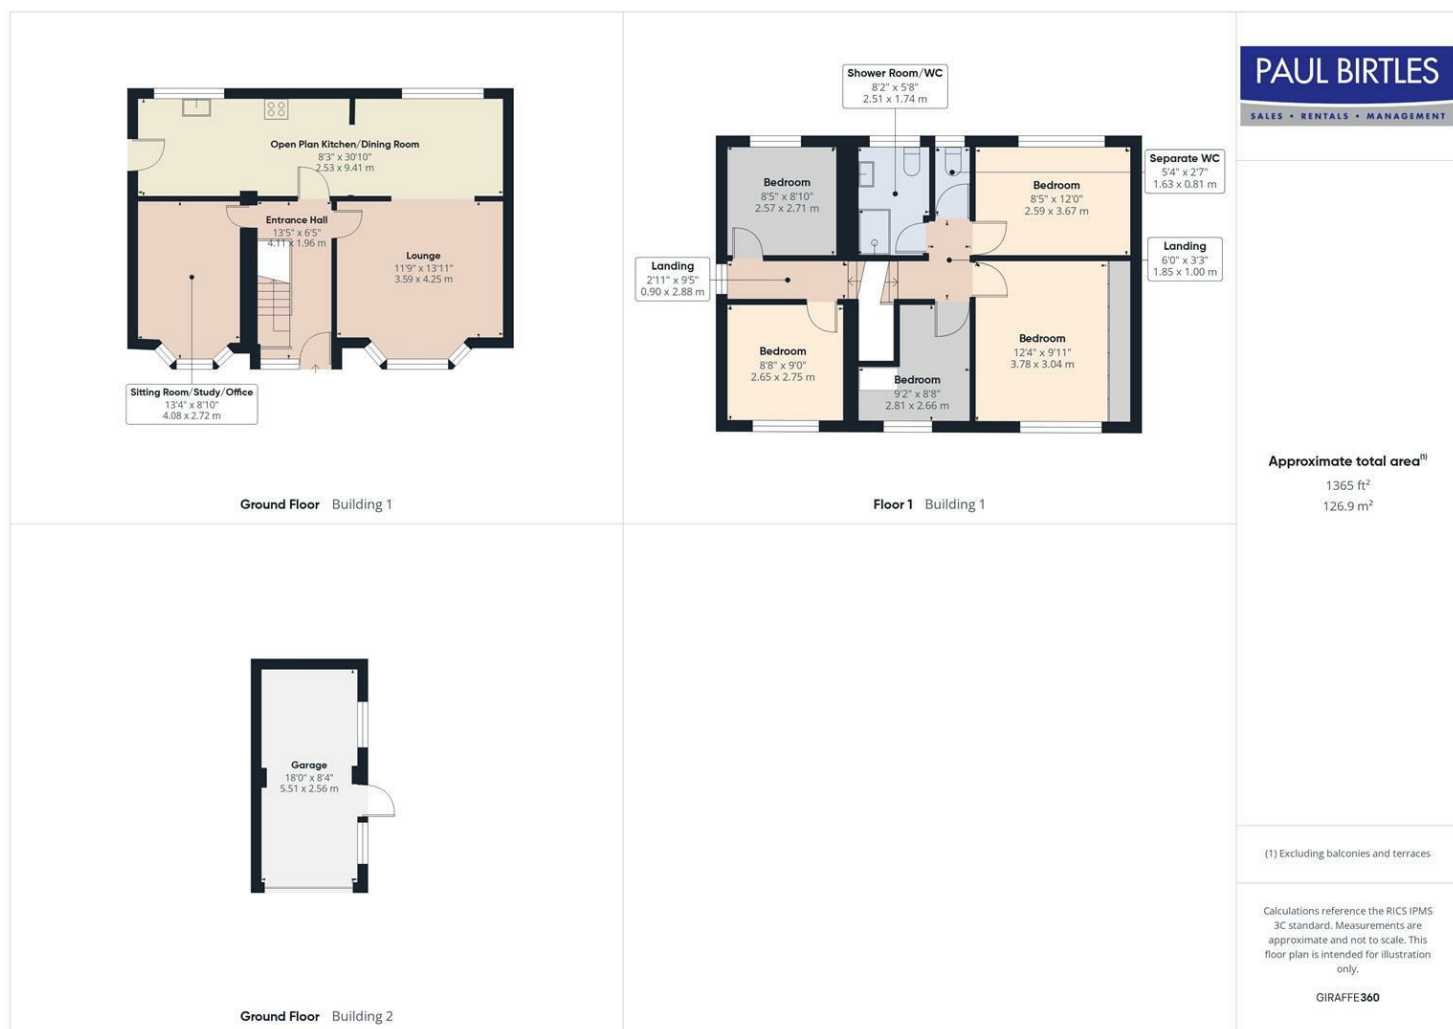 Open Plan Kitchen/Dining Room
8'3" x 30'10"
2.53 x 9.41 m
Entrance Hall
13'5" x 6'5"
4.11 x 1.96 m
Lounge
11'9" x 13'11"
3.59 x 4.25 m
Sitting Room/Study/Office
13'4" x 8'10"
4.08 x 2.72 m
Ground Floor Building 1
Shower Room/WC
8'2" x 5'8"
2.51 x 1.74 m
Bedroom
8'5" x 8'10"
2.57 x 2.71 m
Bedroom
8'5" x 12'0"
2.59 x 3.67 m
Separate WC
5'4" x 2'7"
1.63 x 0.81 m
Landing
2'11" x 9'5"
0.90 x 2.88 m
Landing
6'0" x 3'3"
1.85 x 1.00 m
Bedroom
8'8" x 9'0"
2.65 x 2.75 m
Bedroom
9'2" x 8'8"
2.81 x 2.66 m
Bedroom
12'4" x 9'11"
3.78 x 3.04 m
Floor 1 Building 1
Garage
18'0" x 8'4"
5.51 x 2.56 m
Ground Floor Building 2
PAUL BIRTLES
SALES • RENTALS • MANAGEMENT
Approximate total area(1)
1365 ft²
126.9 m²
(1) Excluding balconies and terraces
Calculations reference the RICS IPMS
3C standard. Measurements are
approximate and not to scale. This
floor plan is intended for illustration
only.
GIRAFFE360